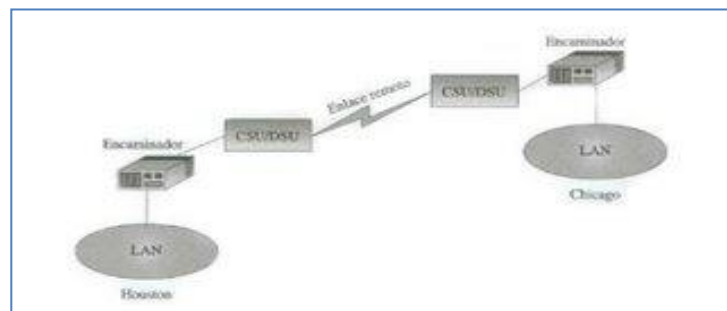 Encaminador
CSU/DSU
Enlace remoto
CSU/DSU
Encaminador
LAN
Chicago
LAN
Houston